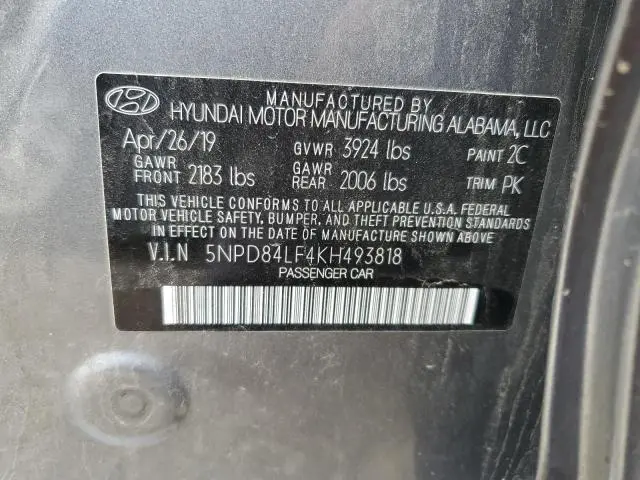 MANUFACTURED BY
HYUNDAI MOTOR MANUFACTURING ALABAMA, LLC
Apr/26/19 GVWR 3924 lbs PAINT 2C
GAWR FRONT 2183 lbs GAWR REAR 2006 lbs TRIM PK
THIS VEHICLE CONFORMS TO ALL APPLICABLE U.S.A. FEDERAL
MOTOR VEHICLE SAFETY, BUMPER, AND THEFT PREVENTION STANDARDS
IN EFFECT ON THE DATE OF MANUFACTURE SHOWN ABOVE
V.I.N 5NPD84LF4KH493818
PASSENGER CAR